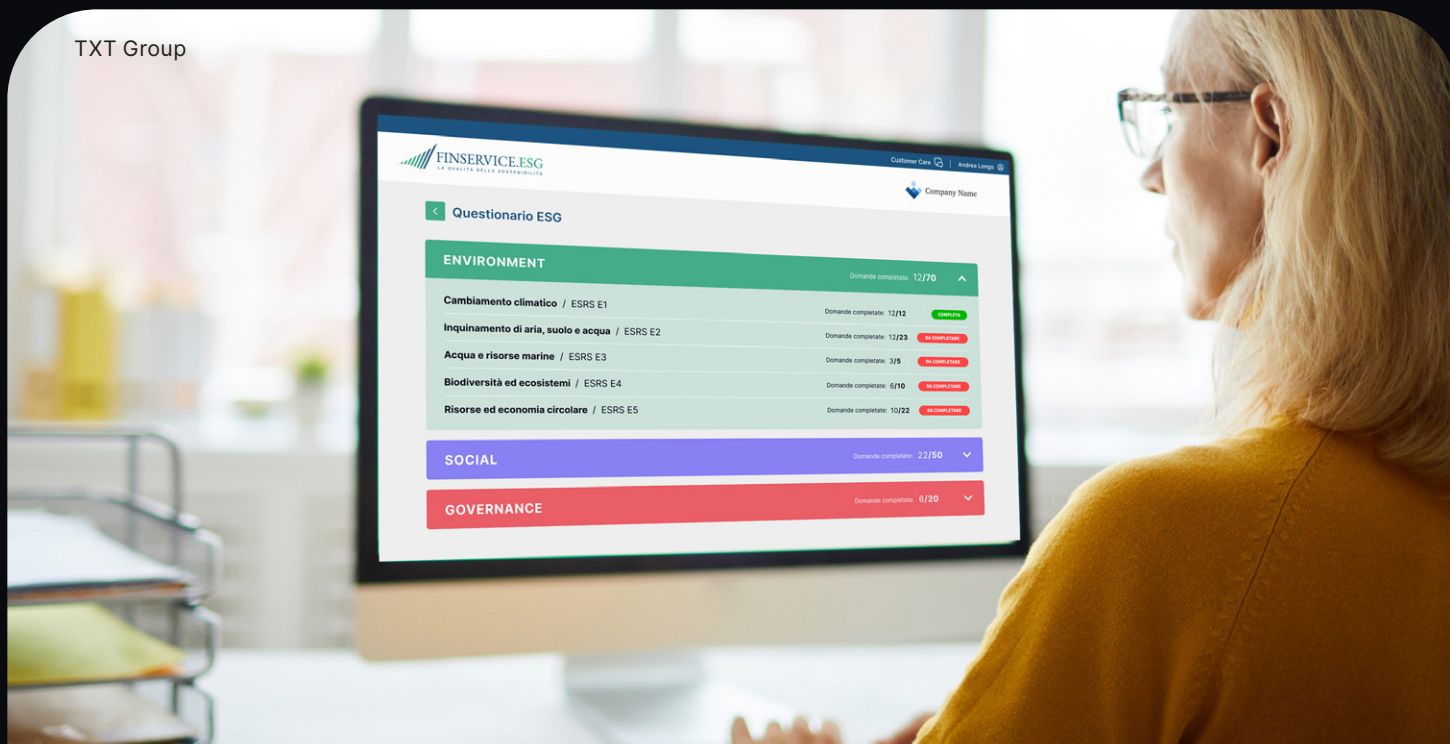 TXT Group
Customer Care | Andrea Longo
FINSERVICE.ESG
LA QUALITÀ DELLA SOSTENIBILITÀ
Company Name
Questionario ESG
ENVIRONMENT Domande completate: 12/70
Cambiamento climatico / ESRS E1 Domande completate: 12/12 COMPLETA
Inquinamento di aria, suolo e acqua / ESRS E2 Domande completate: 12/23 DA COMPLETARE
Acqua e risorse marine / ESRS E3 Domande completate: 3/5 DA COMPLETARE
Biodiversità ed ecosistemi / ESRS E4 Domande completate: 6/10 DA COMPLETARE
Risorse ed economia circolare / ESRS E5 Domande completate: 10/22 DA COMPLETARE
SOCIAL Domande completate: 22/50
GOVERNANCE Domande completate: 6/20